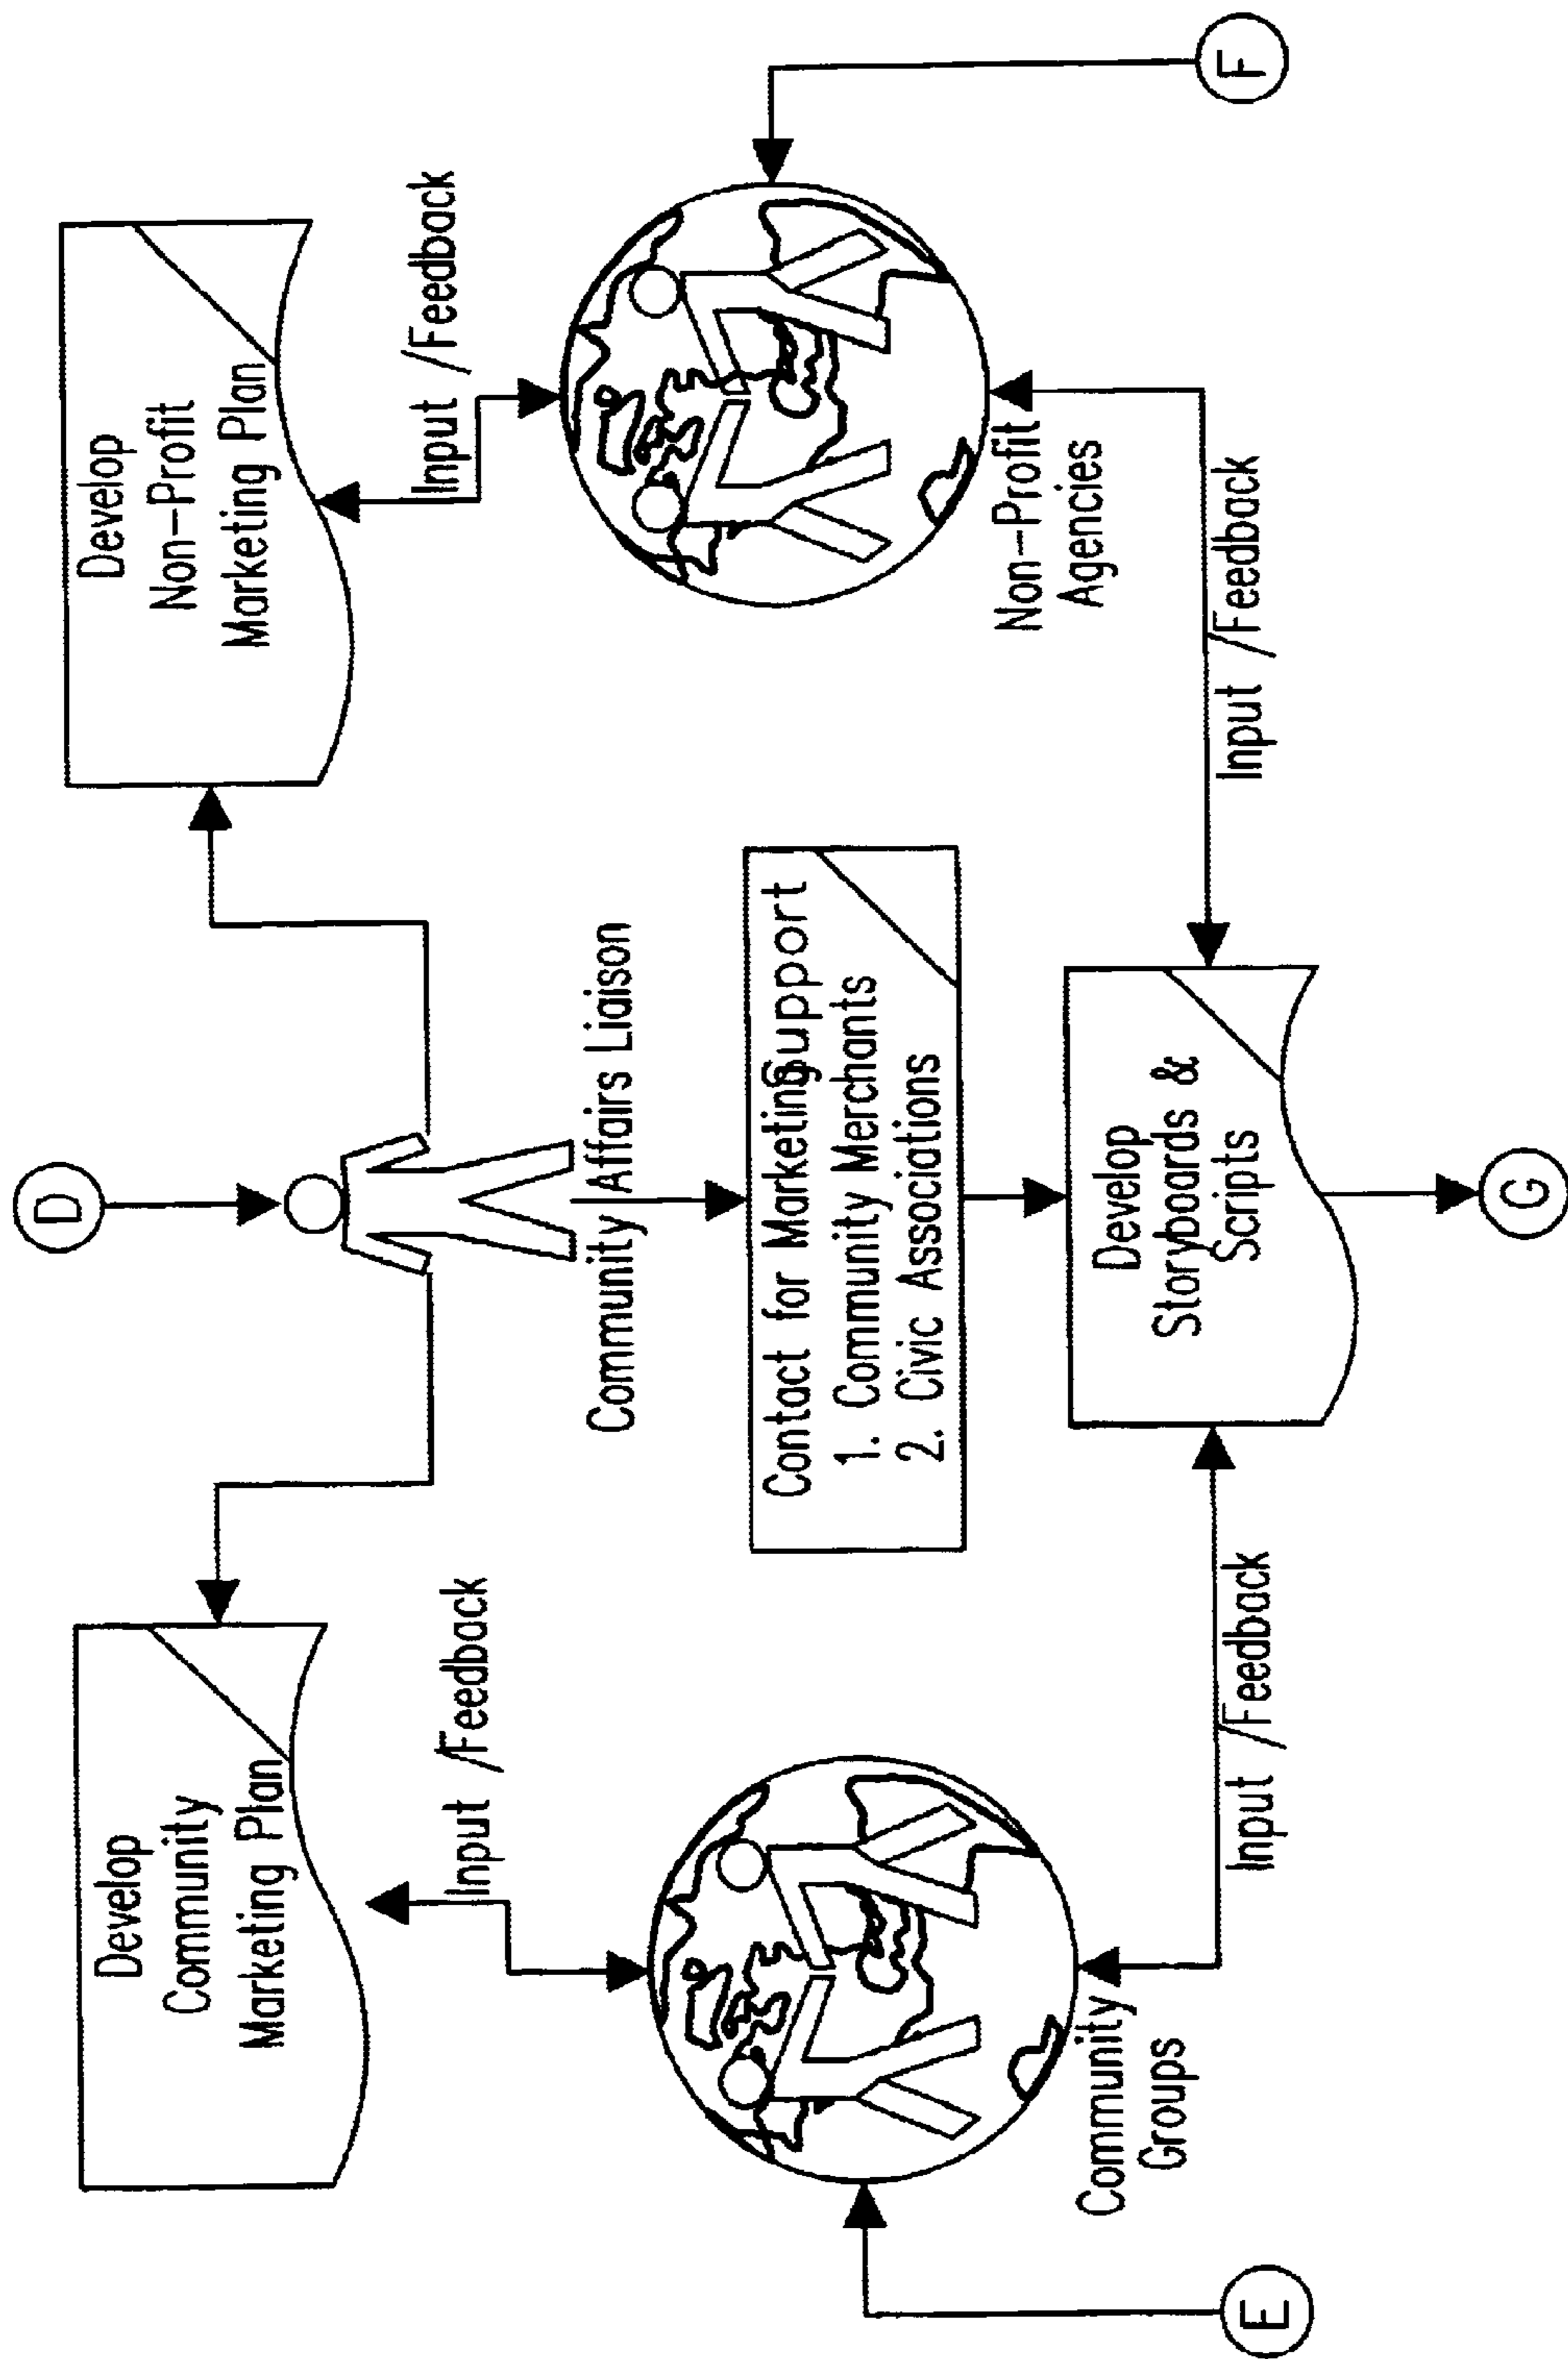 D
Develop
Community
Marketing Plan
Develop
Non-Profit
Marketing Plan
Input /Feedback
Input /Feedback
Community Affairs Liaison
Contact for Marketing Support
1. Community Merchants
2. Civic Associations
Community
Groups
Non-Profit
Agencies
Develop
Storyboards &
Scripts
Input /Feedback
Input /Feedback
E
F
G